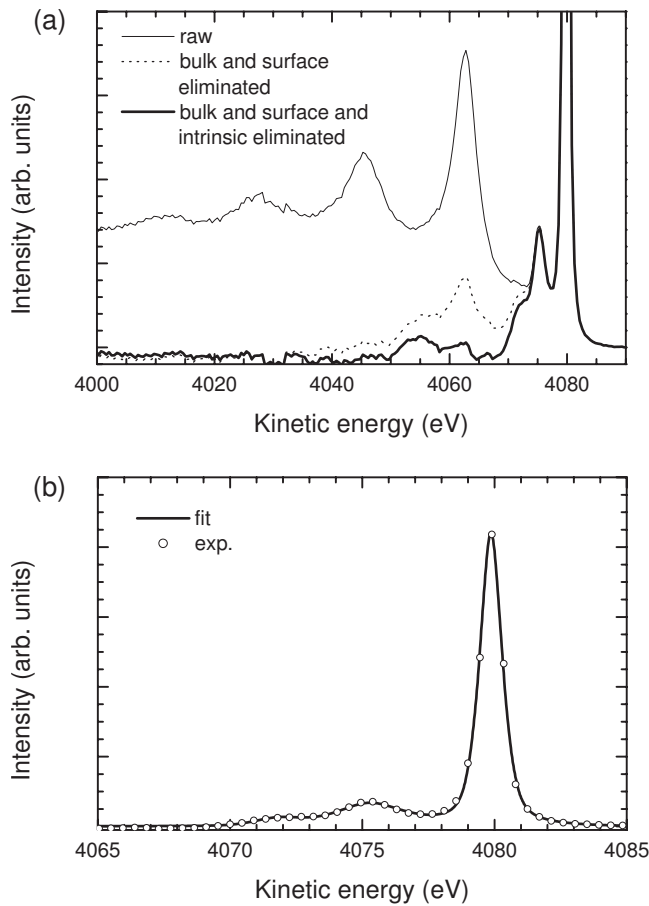 (a)
raw
bulk and surface
eliminated
bulk and surface and
intrinsic eliminated
Intensity (arb. units)
4000 4020 4040 4060 4080
Kinetic energy (eV)
(b)
fit
exp.
Intensity (arb. units)
4065 4070 4075 4080 4085
Kinetic energy (eV)